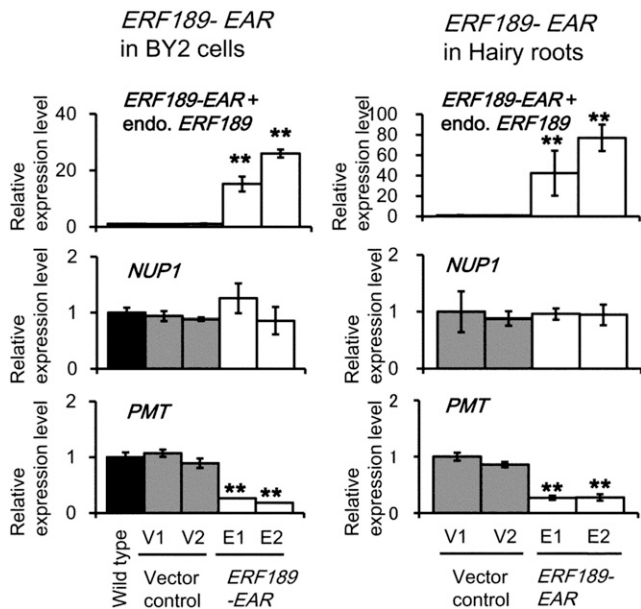 ERF189- EAR
in BY2 cells
ERF189- EAR
in Hairy roots
Relative
expression level
40
20
0
ERF189-EAR +
endo. ERF189
**
**
Relative
expression level
100
80
60
40
20
0
ERF189-EAR +
endo. ERF189
**
**
Relative
expression level
2
1
0
NUP1
Relative
expression level
2
1
0
NUP1
Relative
expression level
2
1
0
PMT
**
**
Relative
expression level
2
1
0
PMT
**
**
Wild type
V1 V2 E1 E2
Vector
control
ERF189
-EAR
V1 V2 E1 E2
Vector
control
ERF189-
EAR